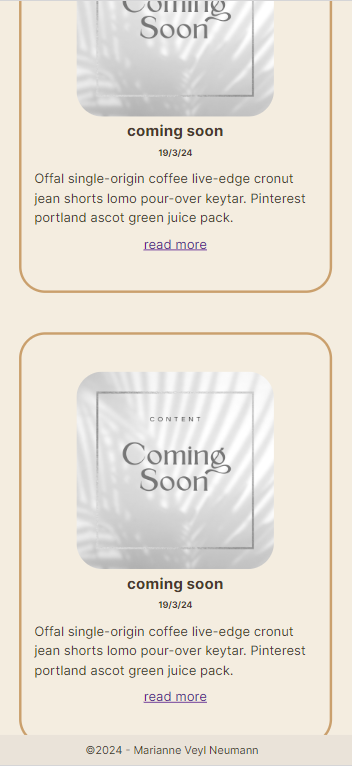 Coming
Soon
coming soon
19/3/24
Offal single-origin coffee live-edge cronut
jean shorts lomo pour-over keytar. Pinterest
portland ascot green juice pack.
read more
CONTENT
Coming
Soon
coming soon
19/3/24
Offal single-origin coffee live-edge cronut
jean shorts lomo pour-over keytar. Pinterest
portland ascot green juice pack.
read more
©2024 - Marianne Veyl Neumann